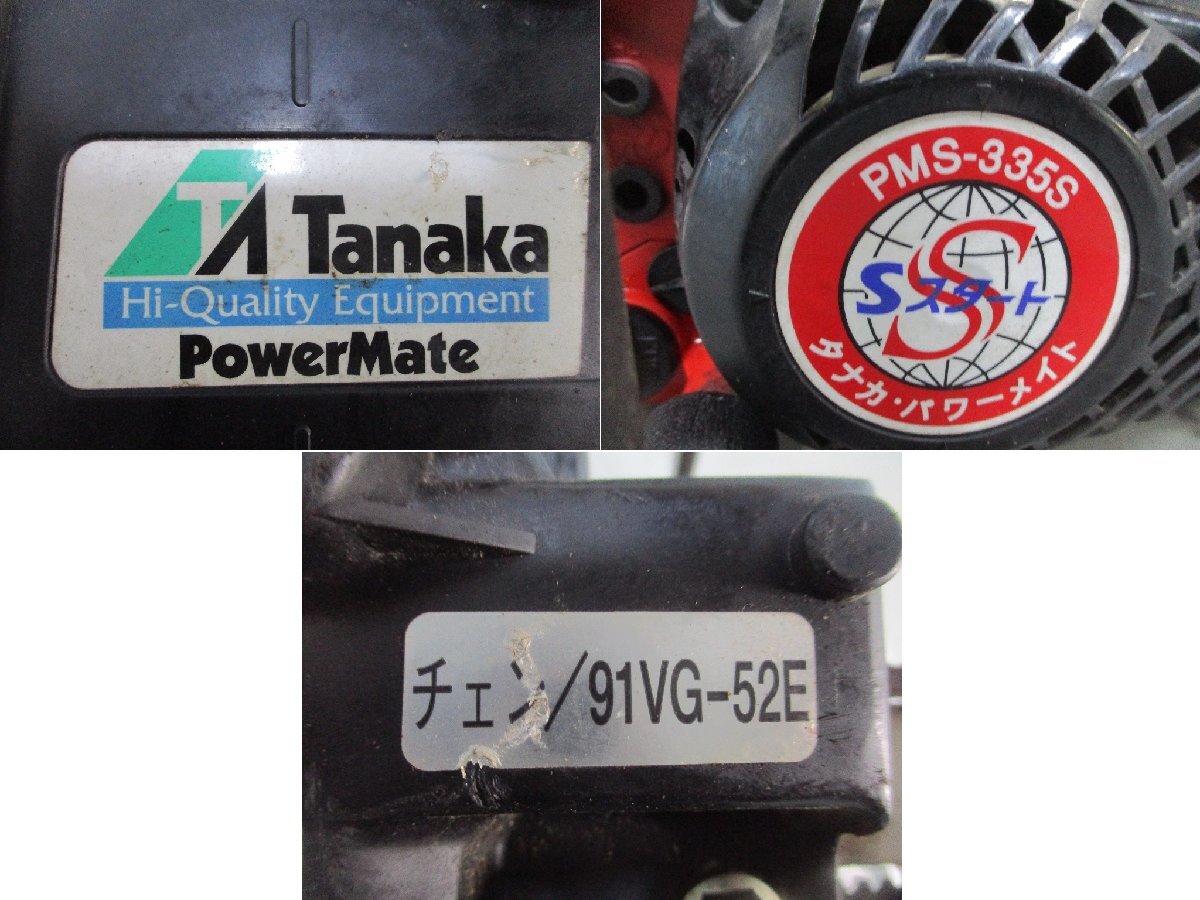 TA Tanaka
Hi-Quality Equipment
PowerMate
PMS-335S
S
Sスタート
タナカ・パワーメイト
チェン/91VG-52E